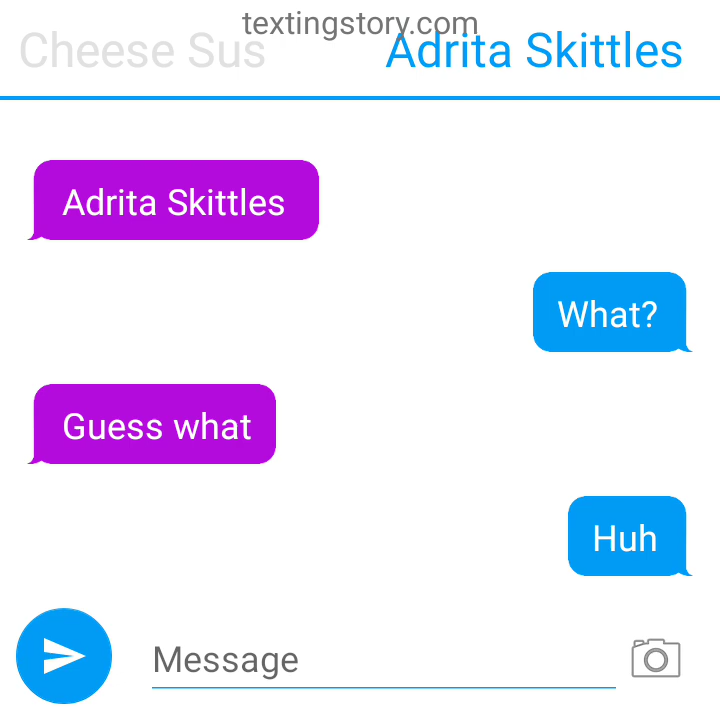 textingstory.com
Cheese Sus
Adrita Skittles
Adrita Skittles
What?
Guess what
Huh
Message